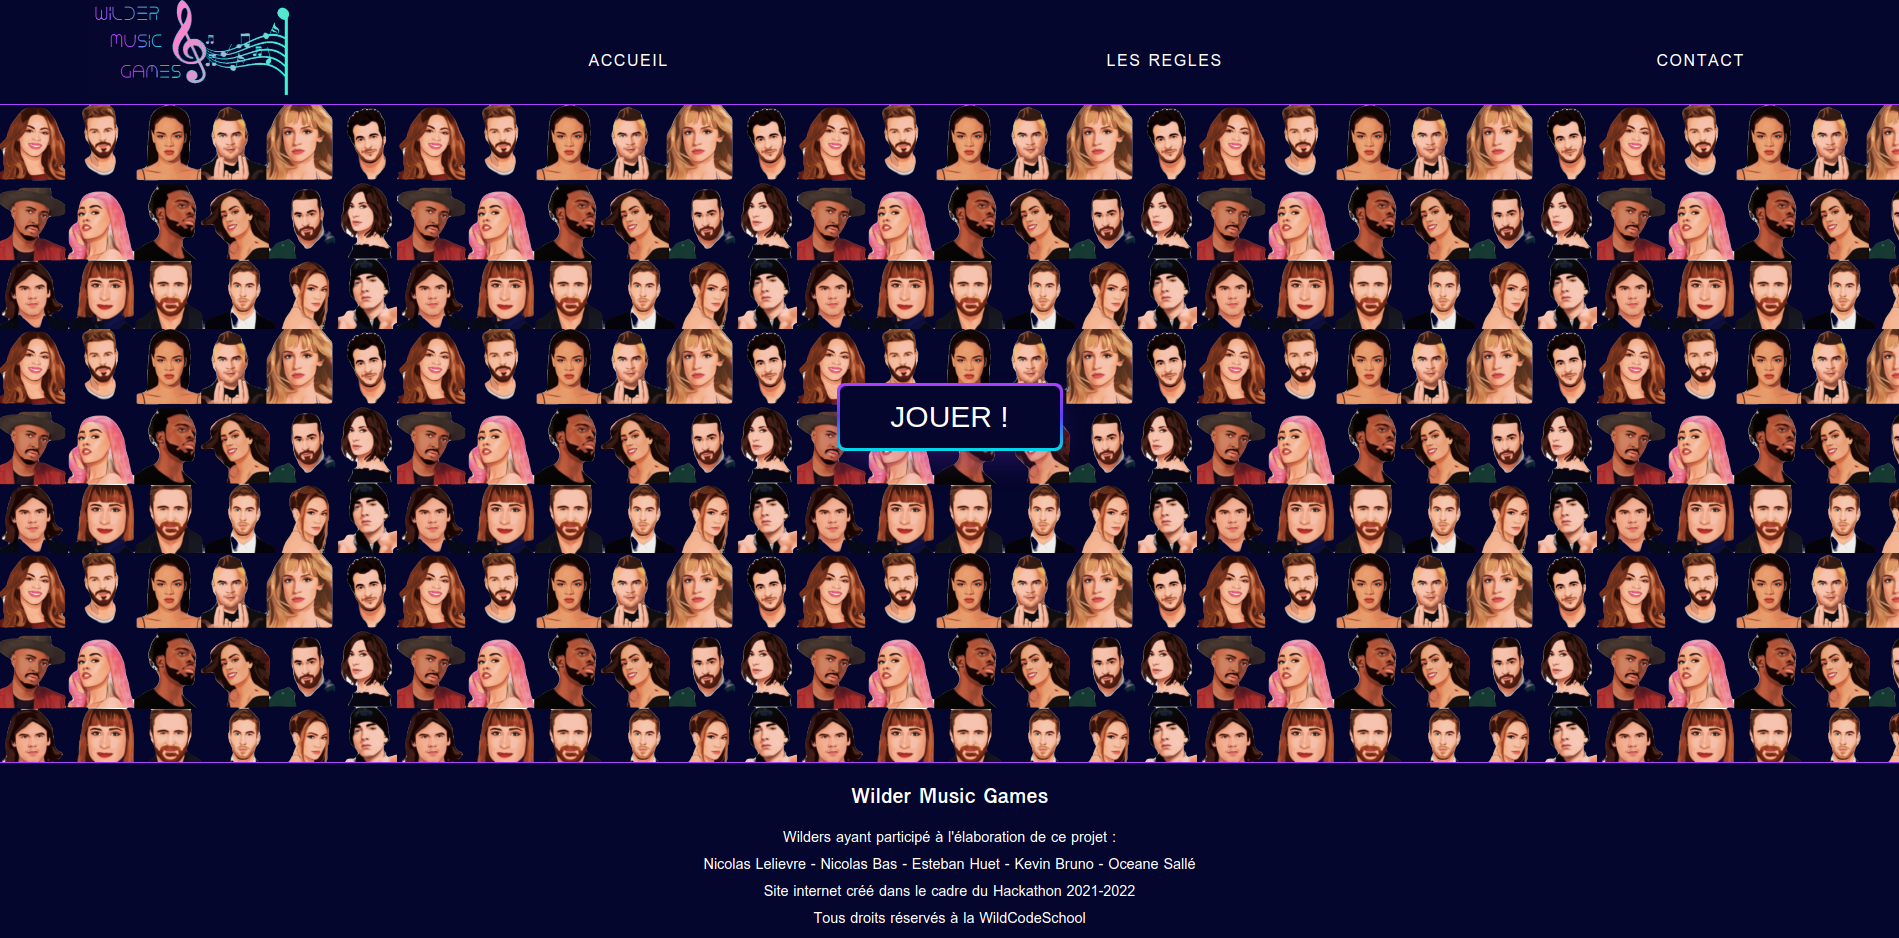 WiLDER
MUSiC
GAMES
ACCUEIL
LES REGLES
CONTACT
JOUER !
Wilder Music Games
Wilders ayant participé à l'élaboration de ce projet :
Nicolas Lelievre - Nicolas Bas - Esteban Huet - Kevin Bruno - Oceane Sallé
Site internet créé dans le cadre du Hackathon 2021-2022
Tous droits réservés à la WildCodeSchool